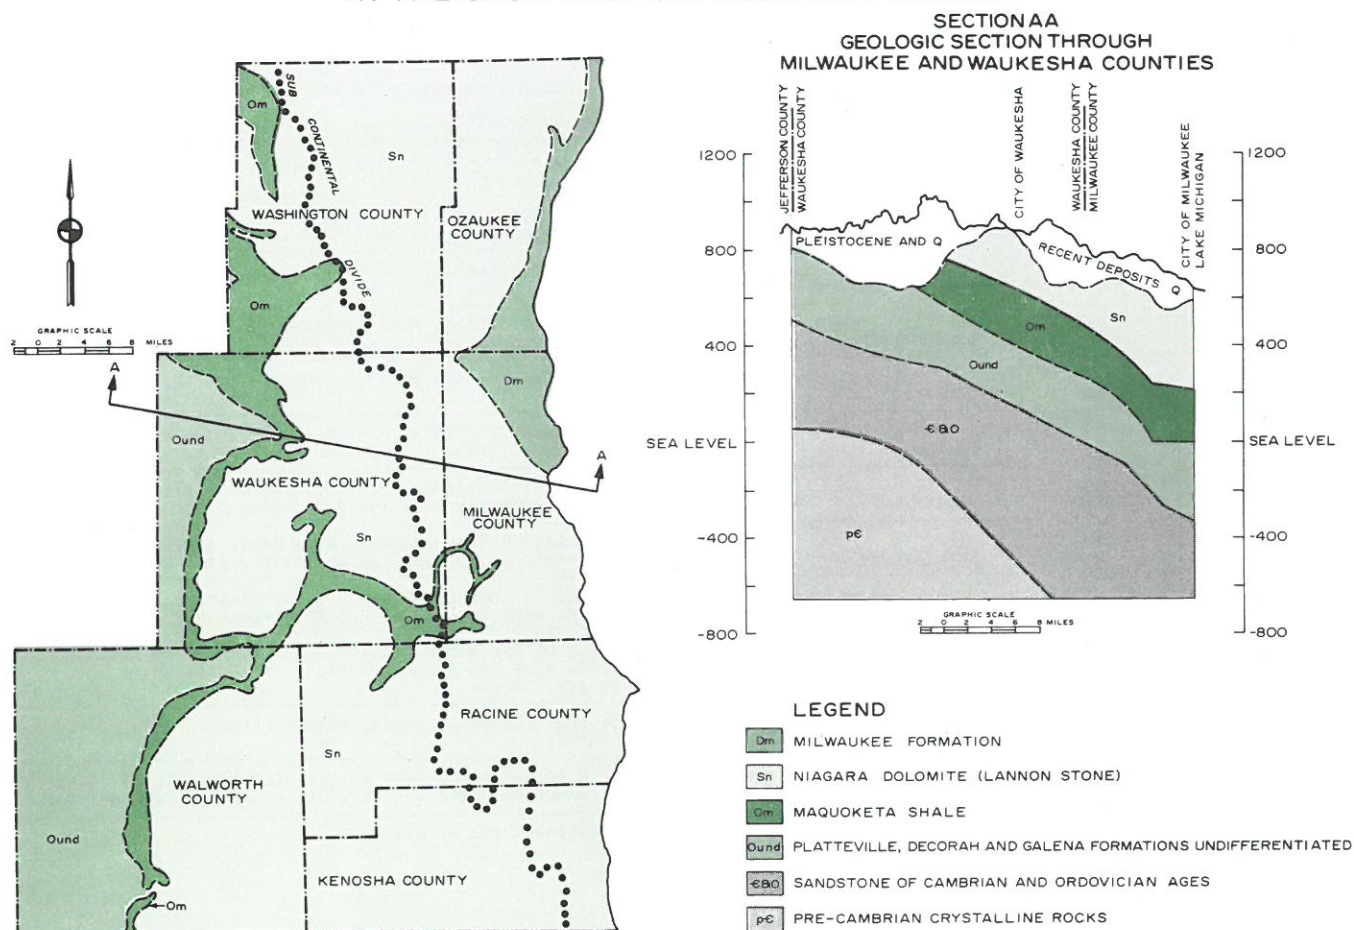 SECTION AA
GEOLOGIC SECTION THROUGH
MILWAUKEE AND WAUKESHA COUNTIES
JEFFERSON COUNTY
WAUKESHA COUNTY
CITY OF WAUKESHA
WAUKESHA COUNTY
MILWAUKEE COUNTY
CITY OF MILWAUKEE
LAKE MICHIGAN
1200
800
400
SEA LEVEL
-400
-800
1200
800
400
SEA LEVEL
-400
-800
PLEISTOCENE AND Q
RECENT DEPOSITS Q
Sn
Om
Ound
€&O
p€
GRAPHIC SCALE
2 0 2 4 6 8 MILES
Om
SUB
CONTINENTAL
DIVIDE
Sn
WASHINGTON COUNTY
OZAUKEE
COUNTY
Om
GRAPHIC SCALE
2 0 2 4 6 8 MILES
A
Dm
Ound
A
WAUKESHA COUNTY
MILWAUKEE
COUNTY
Sn
Om
RACINE COUNTY
Sn
WALWORTH
COUNTY
Ound
KENOSHA COUNTY
Om
LEGEND
Dm MILWAUKEE FORMATION
Sn NIAGARA DOLOMITE (LANNON STONE)
Om MAQUOKETA SHALE
Ound PLATTEVILLE, DECORAH AND GALENA FORMATIONS UNDIFFERENTIATED
€&O SANDSTONE OF CAMBRIAN AND ORDOVICIAN AGES
p€ PRE-CAMBRIAN CRYSTALLINE ROCKS